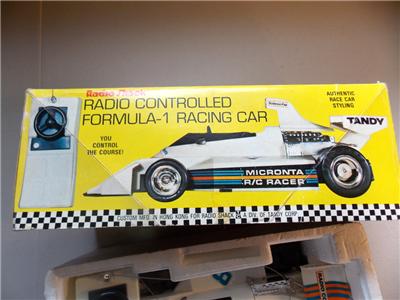 Radio Shack
RADIO CONTROLLED
FORMULA-1 RACING CAR
AUTHENTIC
RACE CAR
STYLING
YOU
CONTROL
THE COURSE!
TANDY
MICRONTA
R/C RACER
CUSTOM MFG. IN HONG KONG FOR RADIO SHACK A DIV. OF TANDY CORP.